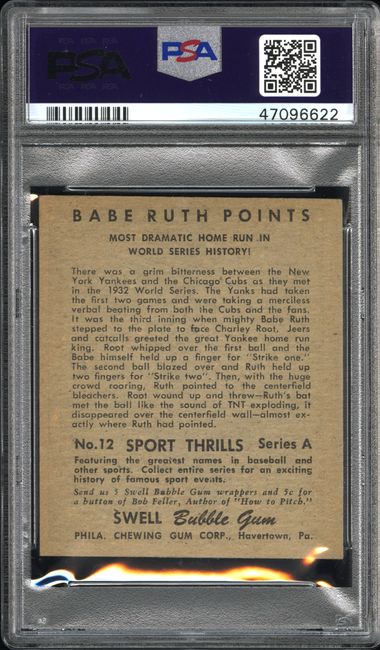 PSA
PSA
47096622
BABE RUTH POINTS
MOST DRAMATIC HOME RUN IN
WORLD SERIES HISTORY!
There was a grim bitterness between the New
York Yankees and the Chicago Cubs as they met
in the 1932 World Series. The Yanks had taken
the first two games and were taking a merciless
verbal beating from both the Cubs and the fans.
It was the third inning when mighty Babe Ruth
stepped to the plate to face Charley Root. Jeers
and catcalls greeted the great Yankee home run
king. Root whipped over the first ball and the
Babe himself held up a finger for "Strike one."
The second ball blazed over and Ruth held up
two fingers for "Strike two". Then, with the huge
crowd roaring, Ruth pointed to the centerfield
bleachers. Root wound up and threw—Ruth's bat
met the ball like the sound of TNT exploding, it
disappeared over the centerfield wall—almost ex-
actly where Ruth had pointed.
No.12 SPORT THRILLS Series A
Featuring the greatest names in baseball and
other sports. Collect entire series for an exciting
history of famous sport events.
Send us 5 Swell Bubble Gum wrappers and 5c for
a button of Bob Feller, Author of "How to Pitch."
SWELL Bubble Gum
PHILA. CHEWING GUM CORP., Havertown, Pa.